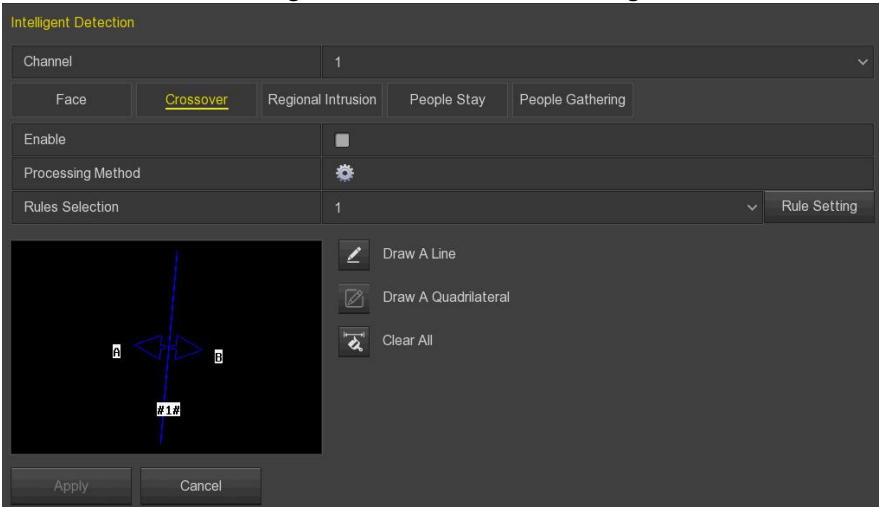 Intelligent Detection
Channel 1
Face Crossover Regional Intrusion People Stay People Gathering
Enable
Processing Method
Rules Selection 1 Rule Setting
Draw A Line
Draw A Quadrilateral
Clear All
A B
#1#
Apply Cancel